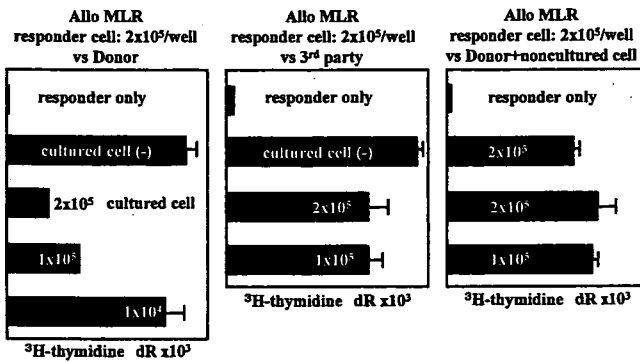 Allo MLR
responder cell: 2x10⁵/well
vs Donor
responder only
cultured cell (-)
2x10⁵ cultured cell
1x10⁵
1x10⁴
³H-thymidine dR x10³
Allo MLR
responder cell: 2x10⁵/well
vs 3ʳᵈ party
responder only
cultured cell (-)
2x10⁵
1x10⁵
³H-thymidine dR x10³
Allo MLR
responder cell: 2x10⁵/well
vs Donor+noncultured cell
responder only
2x10⁵
2x10⁵
1x10⁵
³H-thymidine dR x10³